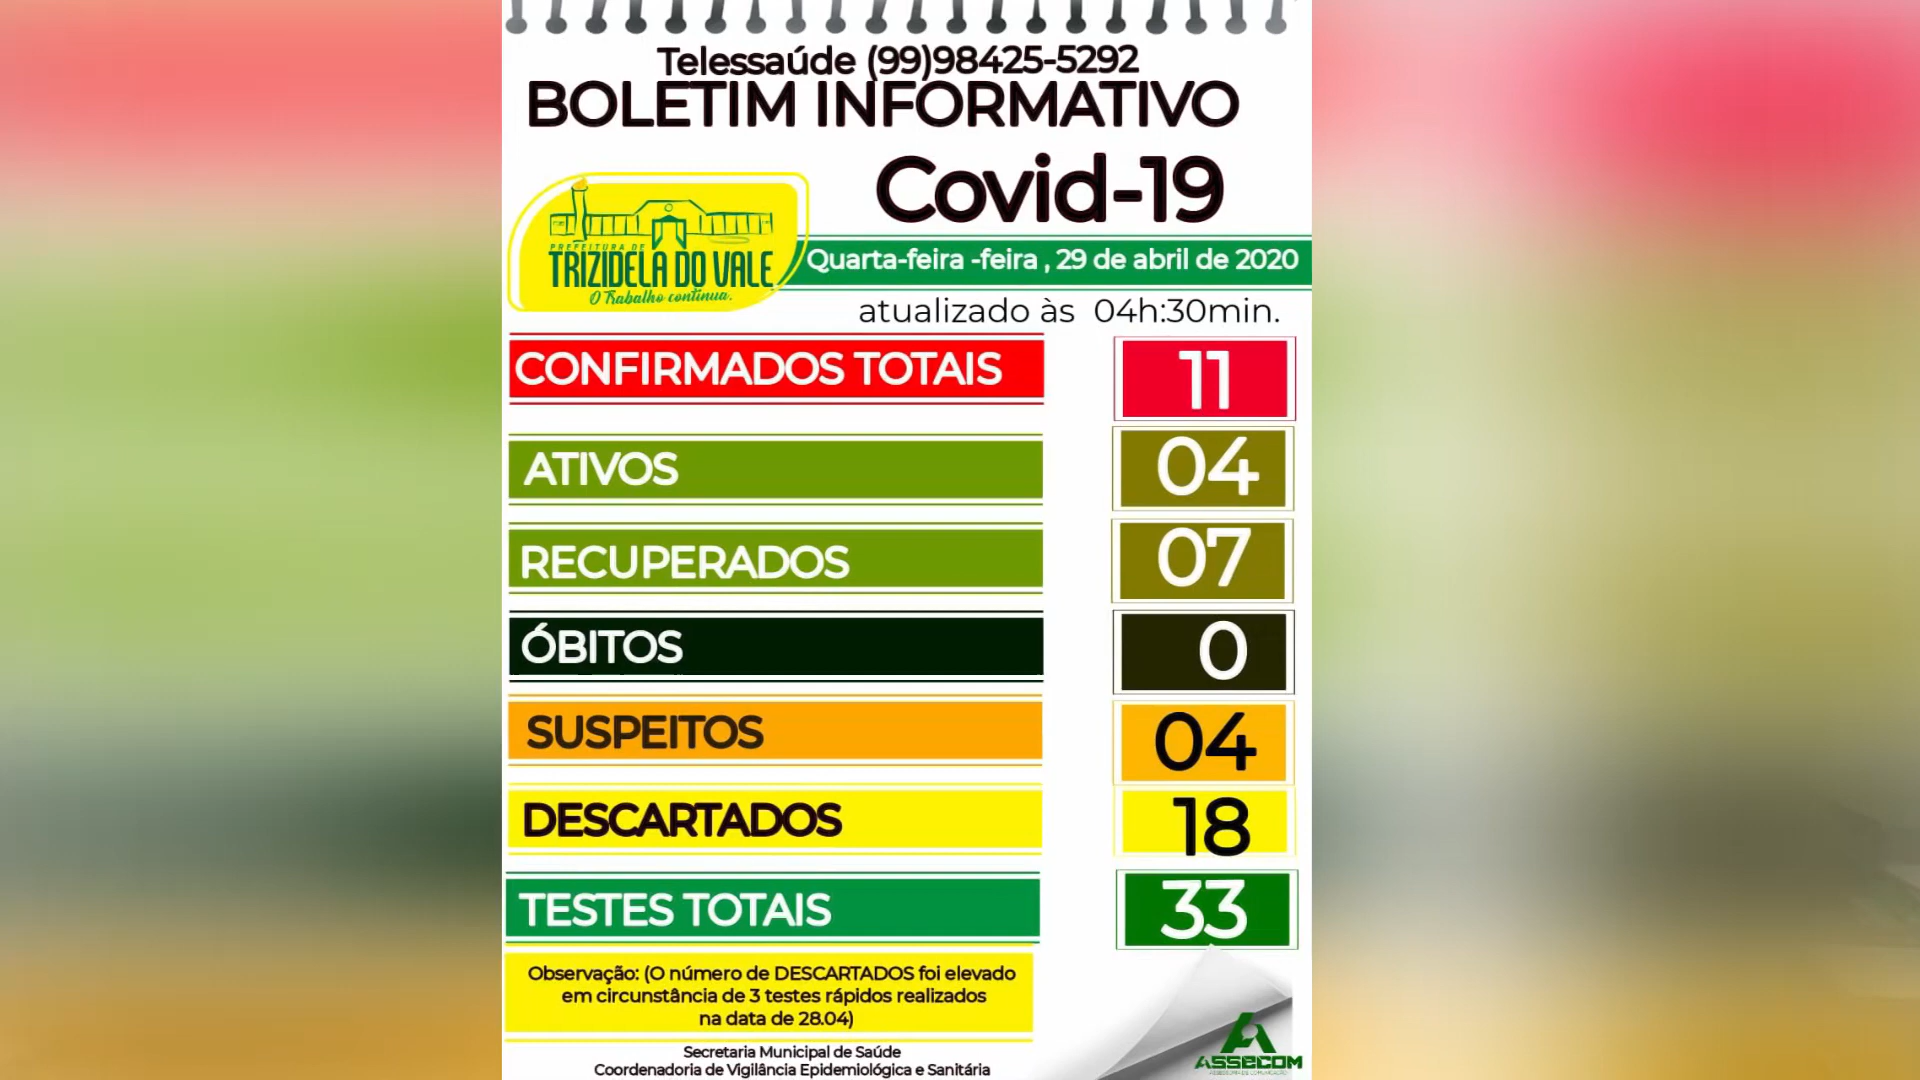 Telessaúde (99)98425-5292
BOLETIM INFORMATIVO
Covid-19
PREFEITURA DE
TRIZIDELA DO VALE
O Trabalho continua.
Quarta-feira -feira , 29 de abril de 2020
atualizado às 04h:30min.
CONFIRMADOS TOTAIS 11
ATIVOS 04
RECUPERADOS 07
ÓBITOS 0
SUSPEITOS 04
DESCARTADOS 18
TESTES TOTAIS 33
Observação: (O número de DESCARTADOS foi elevado
em circunstância de 3 testes rápidos realizados
na data de 28.04)
Secretaria Municipal de Saúde
Coordenadoria de Vigilância Epidemiológica e Sanitária
ASSECOM
ASSESSORIA DE COMUNICAÇÃO